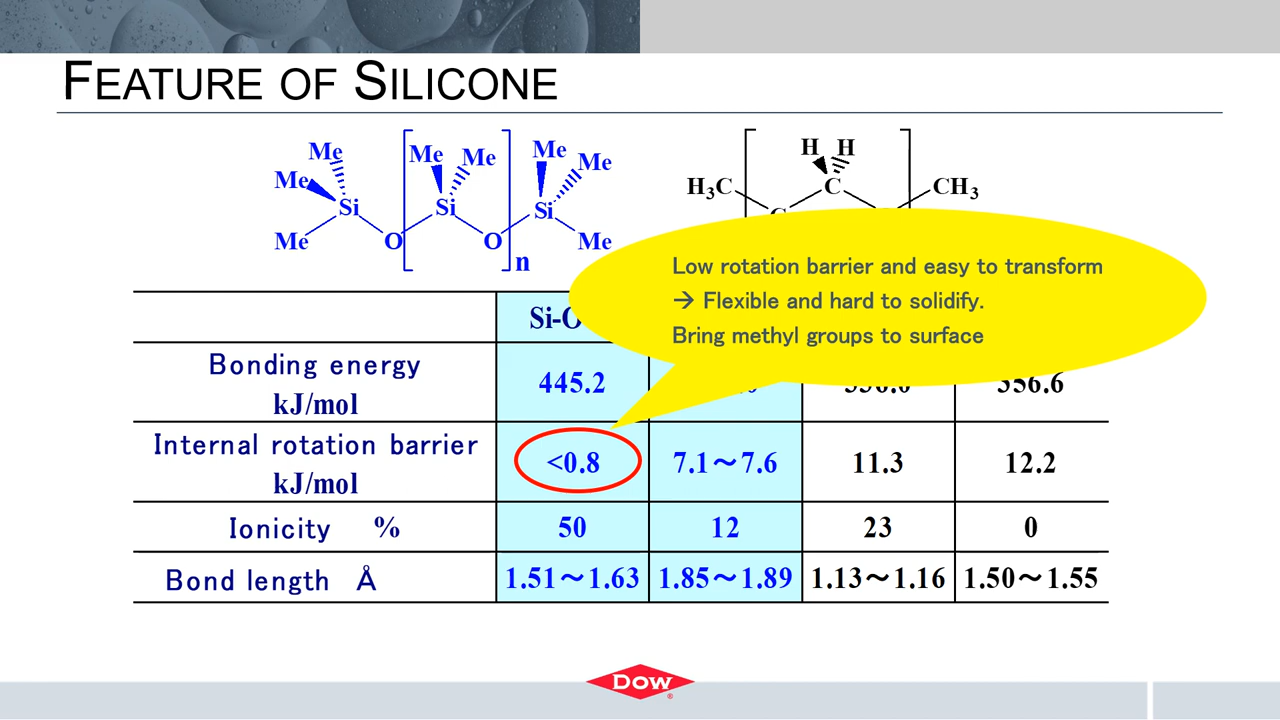 FEATURE OF SILICONE
Me Me Me Me Me Me
H H
Me Si Si Si H₃C C CH₃
Me O O Me
n
Low rotation barrier and easy to transform
→ Flexible and hard to solidify.
Bring methyl groups to surface
Si-O
Bonding energy
kJ/mol
445.2 356.6
Internal rotation barrier
kJ/mol
<0.8 7.1～7.6 11.3 12.2
Ionicity % 50 12 23 0
Bond length Å 1.51～1.63 1.85～1.89 1.13～1.16 1.50～1.55
DOW